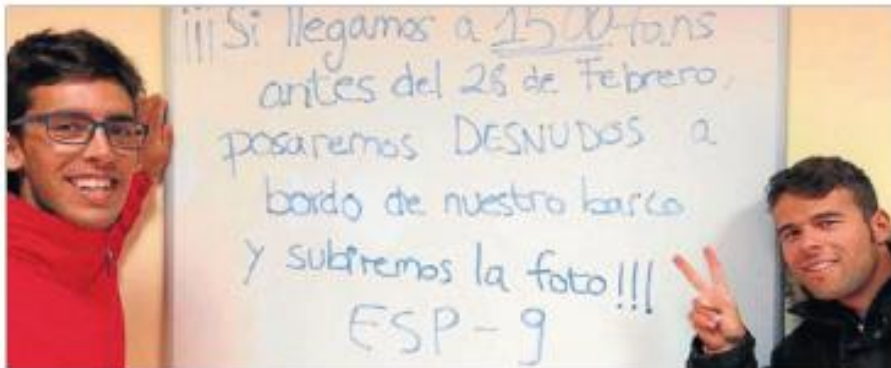 ¡¡¡Si llegamos a 1500 fans
antes del 28 de Febrero,
posaremos DESNUDOS a
bordo de nuestro barco
y subiremos la foto!!!
ESP-9